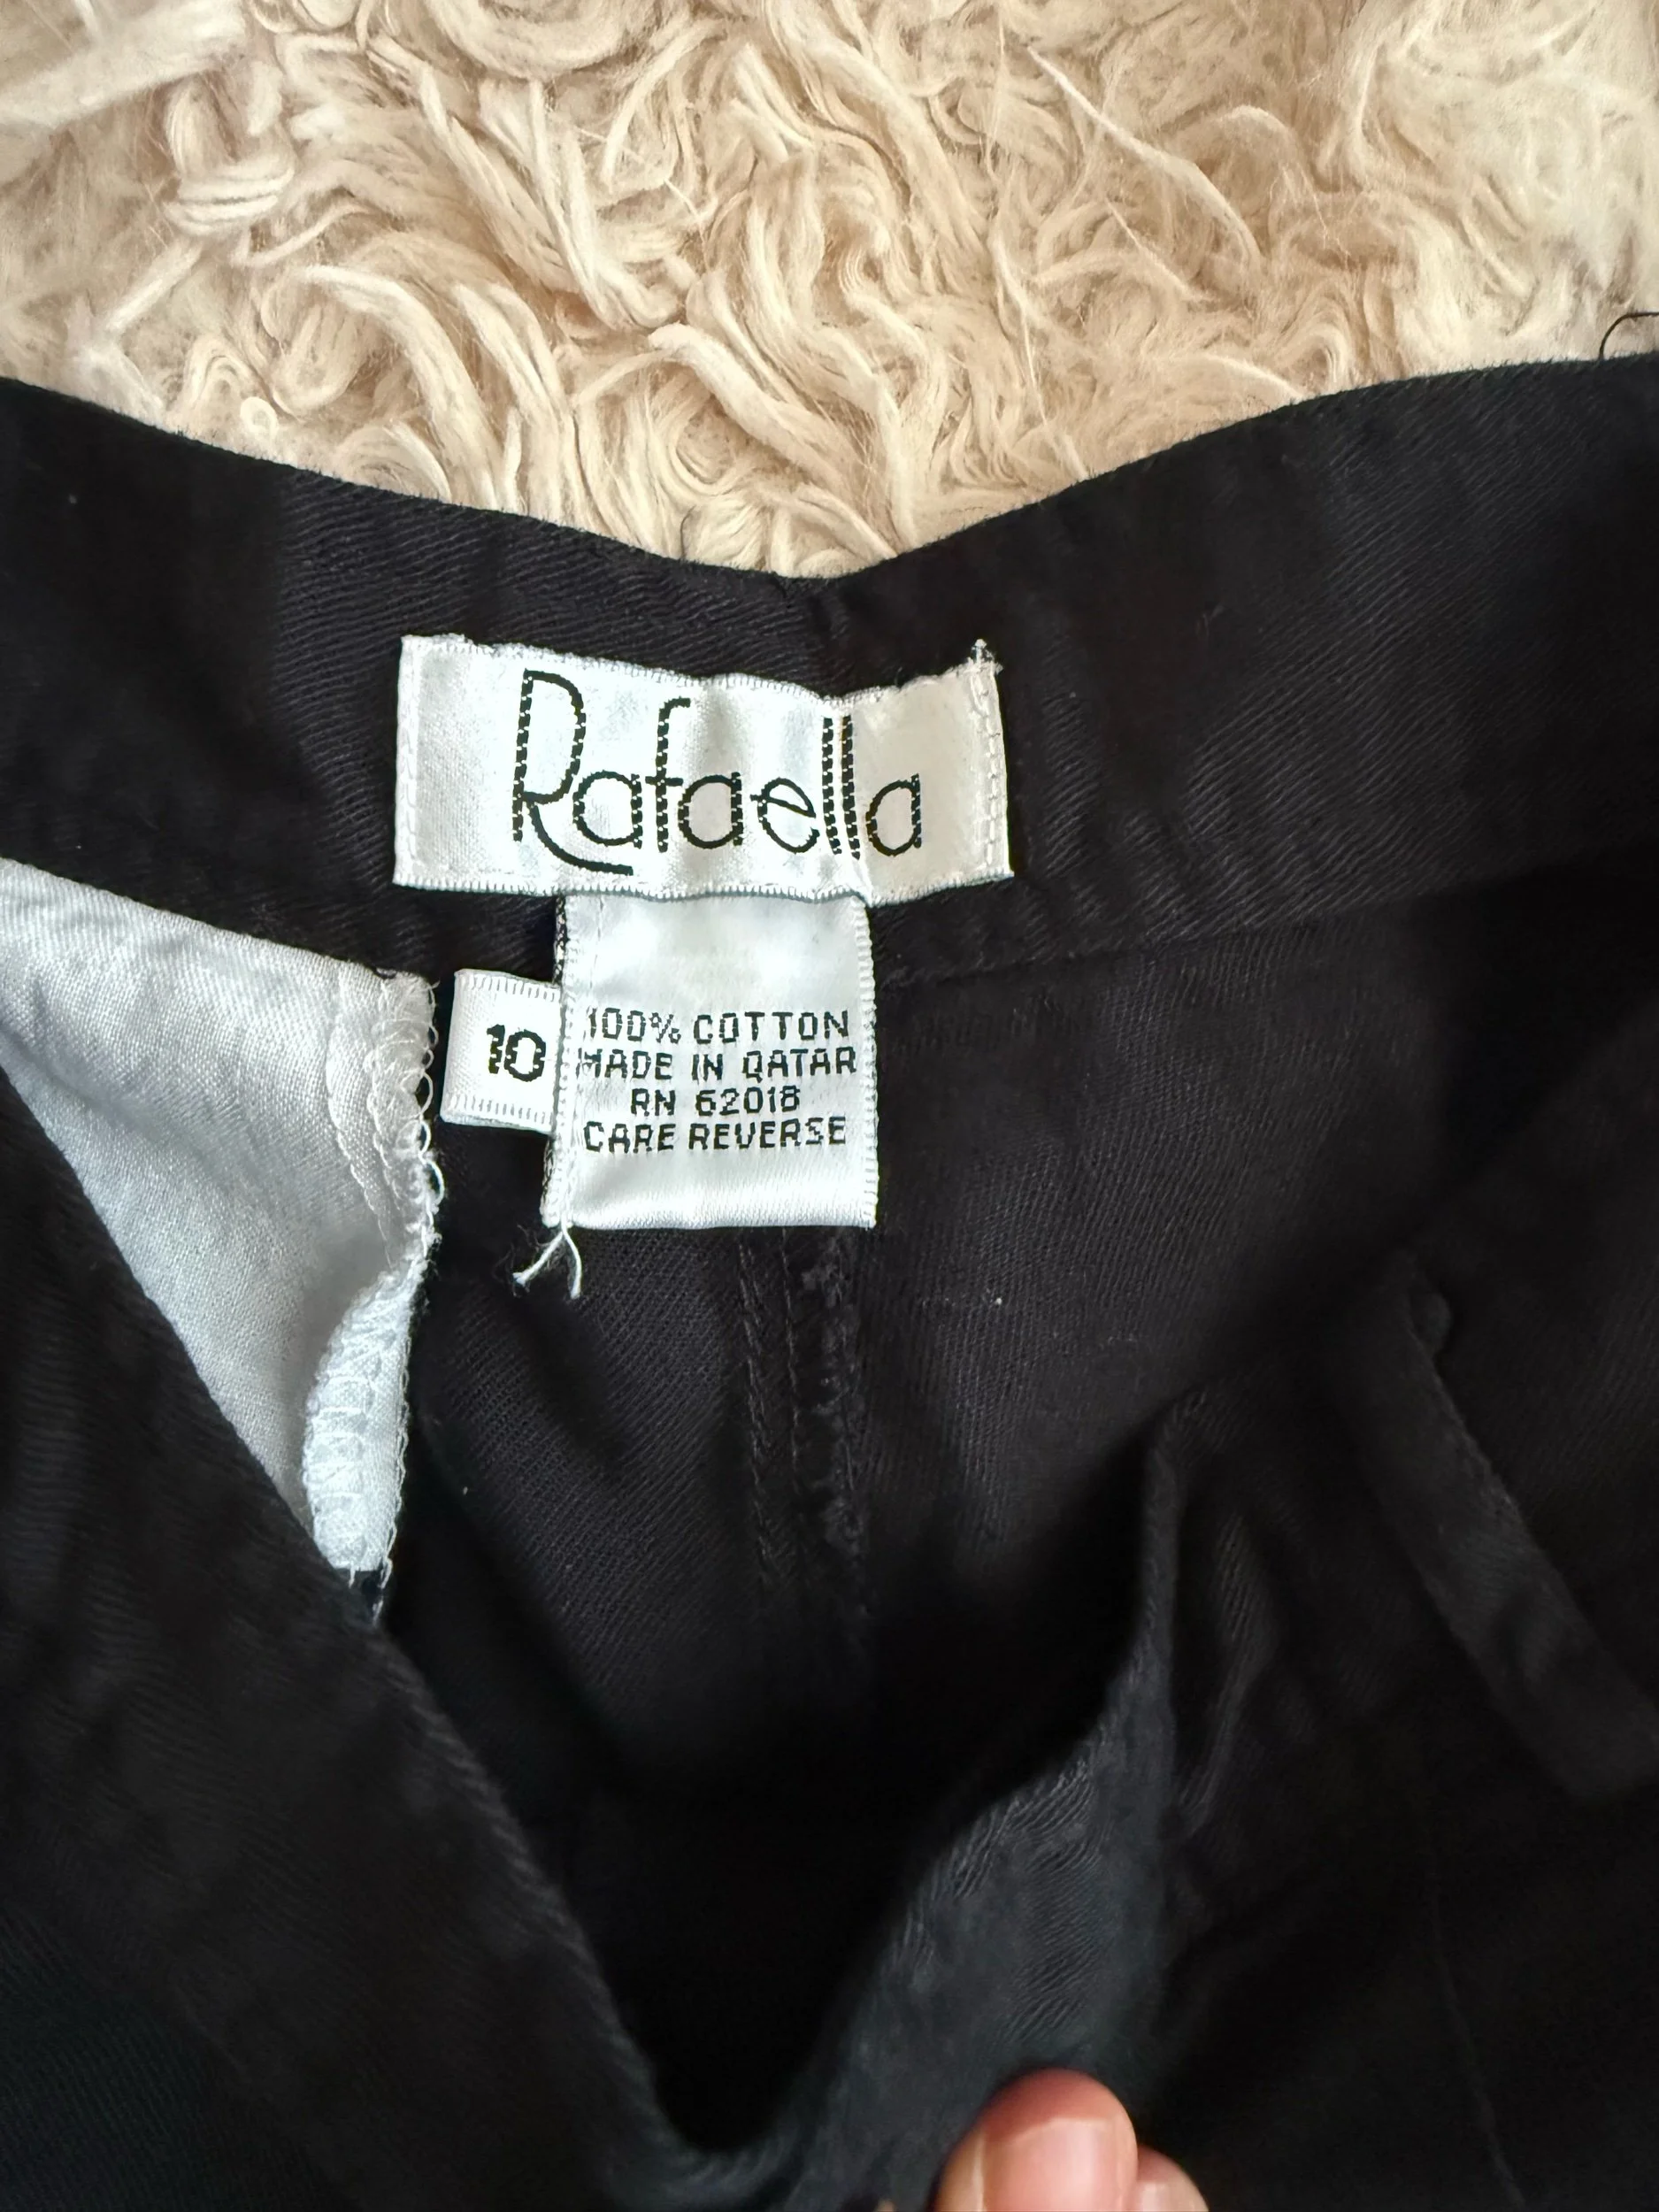 Rafaella
10
100% COTTON
MADE IN QATAR
RN 62018
CARE REVERSE